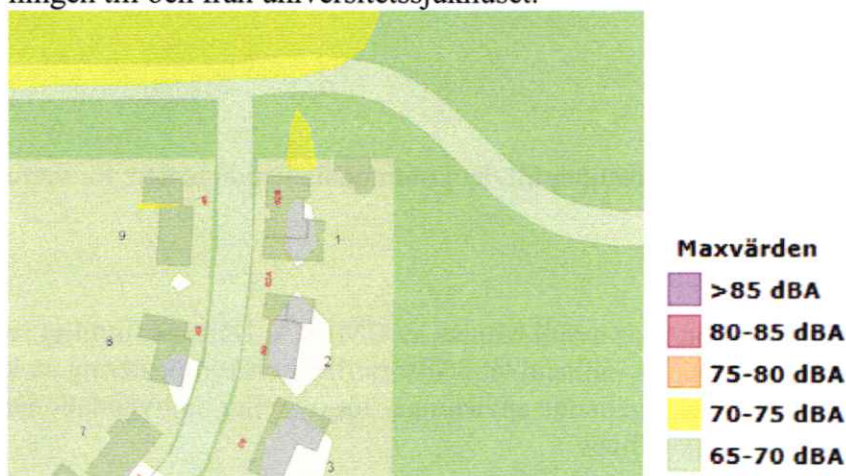 ningen till och från universitetssjukhuset.
9
1
8
2
7
3
Maxvärden
>85 dBA
80-85 dBA
75-80 dBA
70-75 dBA
65-70 dBA